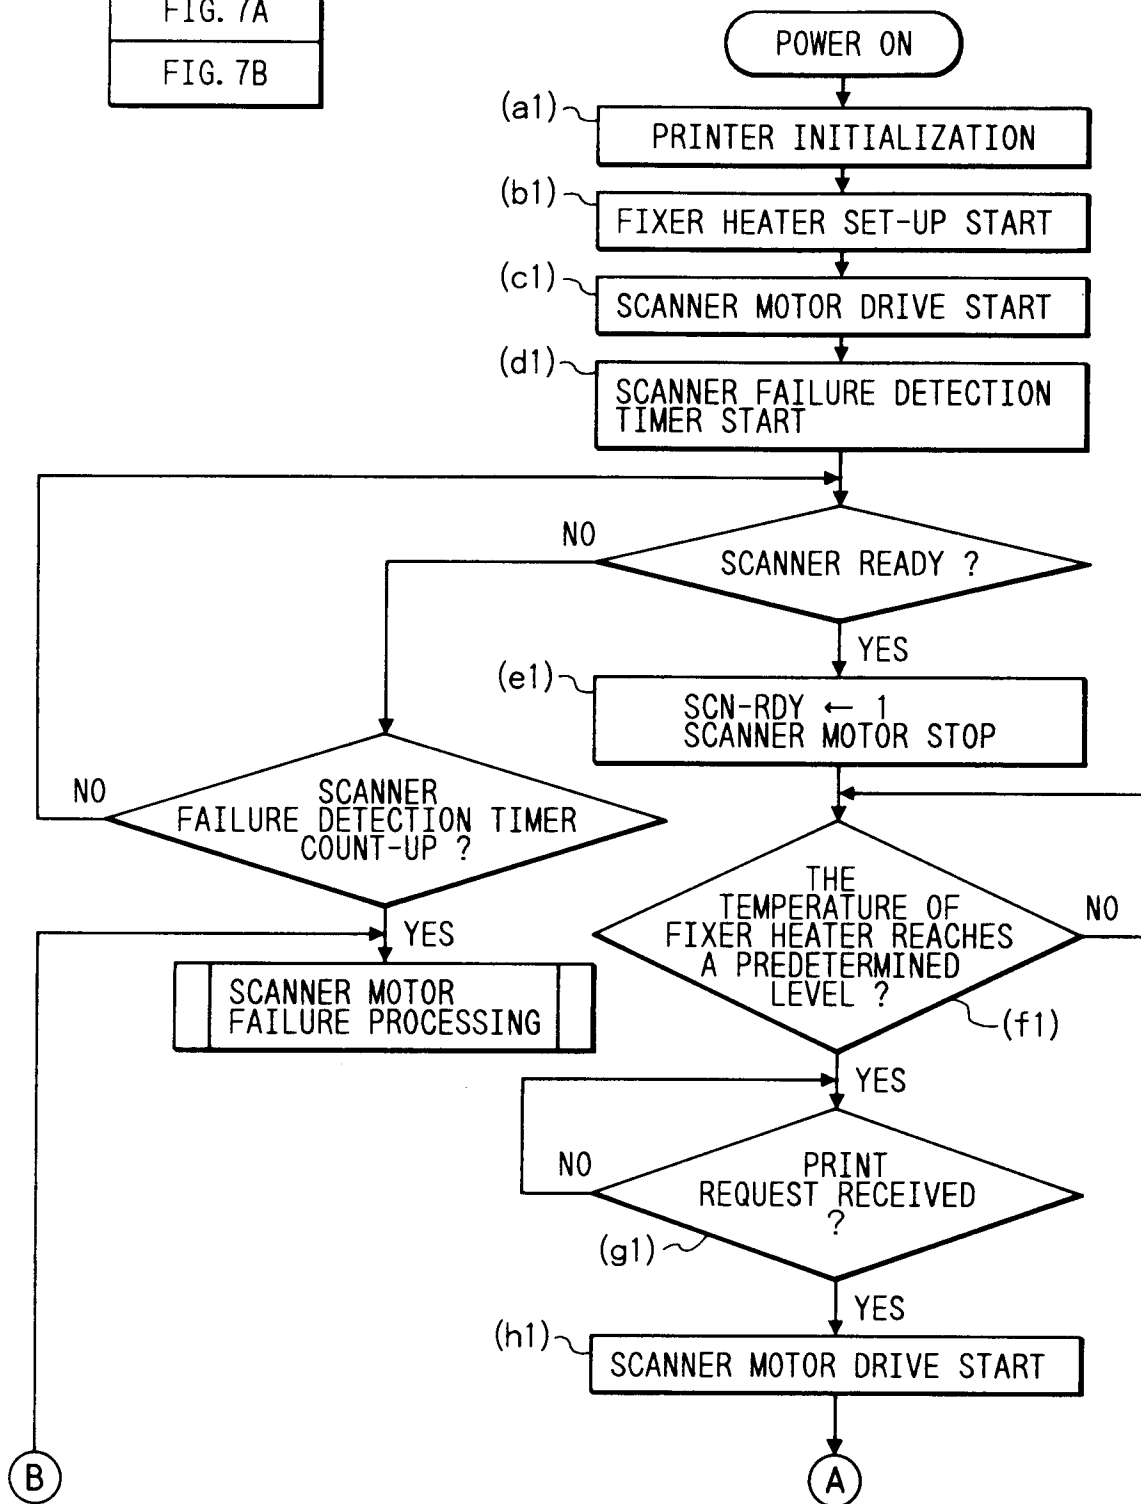 FIG. 7A
FIG. 7B
POWER ON
(a1)
PRINTER INITIALIZATION
(b1)
FIXER HEATER SET-UP START
(c1)
SCANNER MOTOR DRIVE START
(d1)
SCANNER FAILURE DETECTION
TIMER START
NO
SCANNER READY ?
YES
(e1)
SCN-RDY ← 1
SCANNER MOTOR STOP
NO
SCANNER
FAILURE DETECTION TIMER
COUNT-UP ?
YES
SCANNER MOTOR
FAILURE PROCESSING
THE
TEMPERATURE OF
FIXER HEATER REACHES
A PREDETERMINED
LEVEL ?
NO
(f1)
YES
NO
PRINT
REQUEST RECEIVED
?
(g1)
YES
(h1)
SCANNER MOTOR DRIVE START
B
A